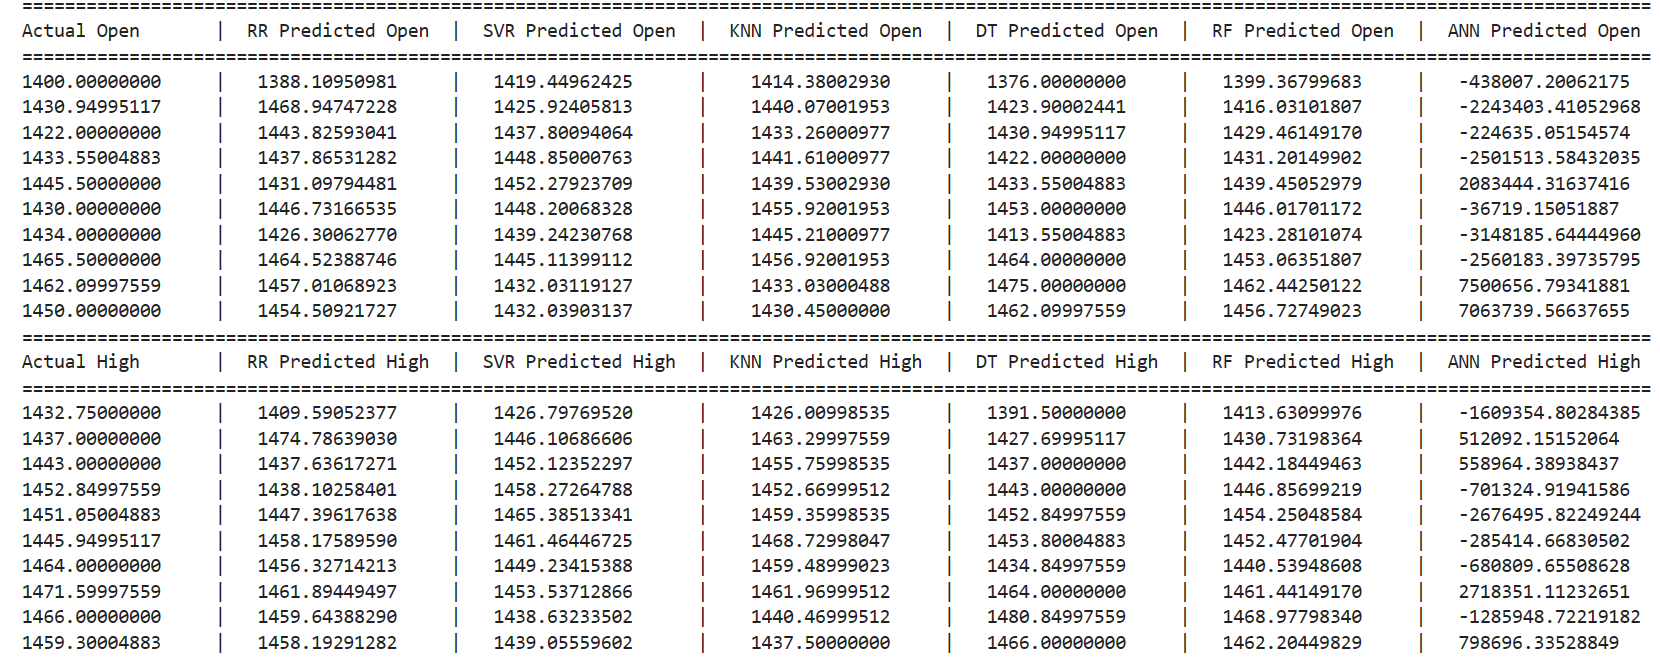 =========================================================================================================================================================
Actual Open       |  RR Predicted Open  |  SVR Predicted Open  |  KNN Predicted Open  |  DT Predicted Open  |  RF Predicted Open  |  ANN Predicted Open
=========================================================================================================================================================
1400.00000000     |   1388.10950981     |   1419.44962425      |    1414.38002930     |   1376.00000000     |   1399.36799683     |   -438007.20062175
1430.94995117     |   1468.94747228     |   1425.92405813      |    1440.07001953     |   1423.90002441     |   1416.03101807     |   -2243403.41052968
1422.00000000     |   1443.82593041     |   1437.80094064      |    1433.26000977     |   1430.94995117     |   1429.46149170     |   -224635.05154574
1433.55004883     |   1437.86531282     |   1448.85000763      |    1441.61000977     |   1422.00000000     |   1431.20149902     |   -2501513.58432035
1445.50000000     |   1431.09794481     |   1452.27923709      |    1439.53002930     |   1433.55004883     |   1439.45052979     |   2083444.31637416
1430.00000000     |   1446.73166535     |   1448.20068328      |    1455.92001953     |   1453.00000000     |   1446.01701172     |   -36719.15051887
1434.00000000     |   1426.30062770     |   1439.24230768      |    1445.21000977     |   1413.55004883     |   1423.28101074     |   -3148185.64444960
1465.50000000     |   1464.52388746     |   1445.11399112      |    1456.92001953     |   1464.00000000     |   1453.06351807     |   -2560183.39735795
1462.09997559     |   1457.01068923     |   1432.03119127      |    1433.03000488     |   1475.00000000     |   1462.44250122     |   7500656.79341881
1450.00000000     |   1454.50921727     |   1432.03903137      |    1430.45000000     |   1462.09997559     |   1456.72749023     |   7063739.56637655
=========================================================================================================================================================
Actual High       |  RR Predicted High  |  SVR Predicted High  |  KNN Predicted High  |  DT Predicted High  |  RF Predicted High  |  ANN Predicted High
=========================================================================================================================================================
1432.75000000     |   1409.59052377     |   1426.79769520      |    1426.00998535     |   1391.50000000     |   1413.63099976     |   -1609354.80284385
1437.00000000     |   1474.78639030     |   1446.10686606      |    1463.29997559     |   1427.69995117     |   1430.73198364     |   512092.15152064
1443.00000000     |   1437.63617271     |   1452.12352297      |    1455.75998535     |   1437.00000000     |   1442.18449463     |   558964.38938437
1452.84997559     |   1438.10258401     |   1458.27264788      |    1452.66999512     |   1443.00000000     |   1446.85699219     |   -701324.91941586
1451.05004883     |   1447.39617638     |   1465.38513341      |    1459.35998535     |   1452.84997559     |   1454.25048584     |   -2676495.82249244
1445.94995117     |   1458.17589590     |   1461.46446725      |    1468.72998047     |   1453.80004883     |   1452.47701904     |   -285414.66830502
1464.00000000     |   1456.32714213     |   1449.23415388      |    1459.48999023     |   1434.84997559     |   1440.53948608     |   -680809.65508628
1471.59997559     |   1461.89449497     |   1453.53712866      |    1461.96999512     |   1464.00000000     |   1461.44149170     |   2718351.11232651
1466.00000000     |   1459.64388290     |   1438.63233502      |    1440.46999512     |   1480.84997559     |   1468.97798340     |   -1285948.72219182
1459.30004883     |   1458.19291282     |   1439.05559602      |    1437.50000000     |   1466.00000000     |   1462.20449829     |   798696.33528849